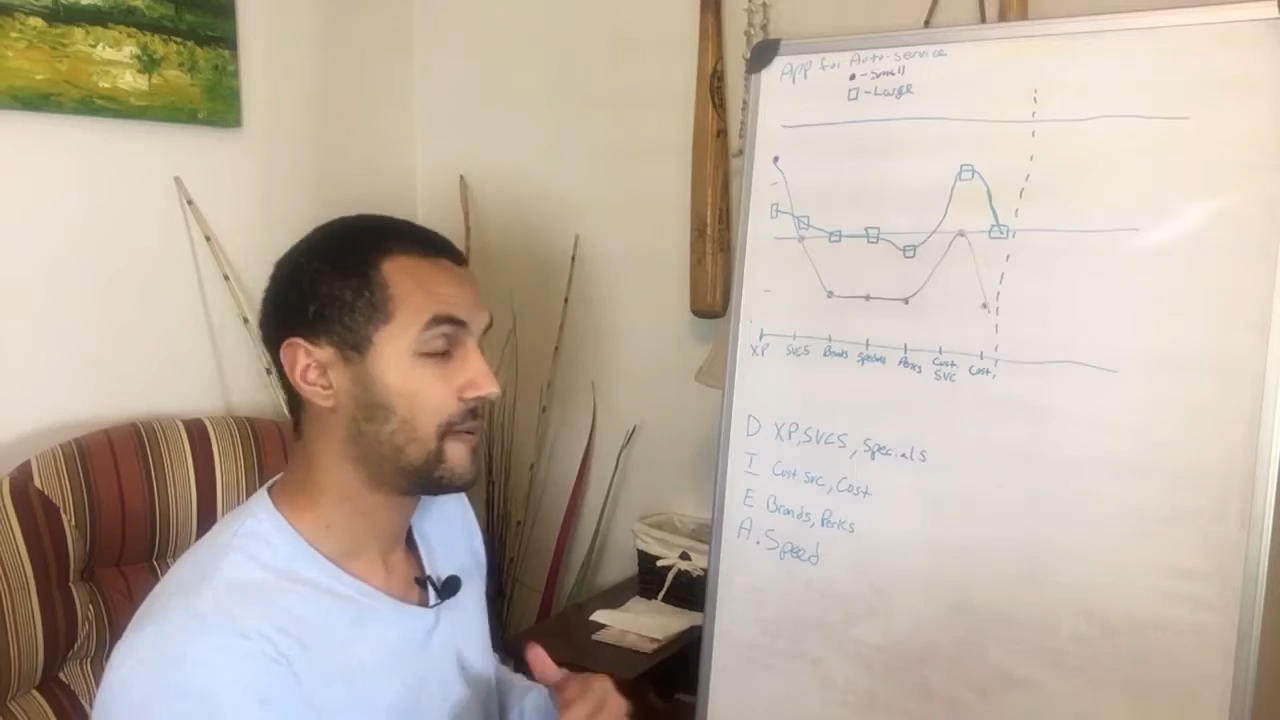 App for Auto-service
• - Small
□ - Large
XP SVCS Brands Specials Perks Cust. SVC Cost
D XP, SVCS, Specials
I Cust svc, Cost
E Brands, Perks
A. Speed